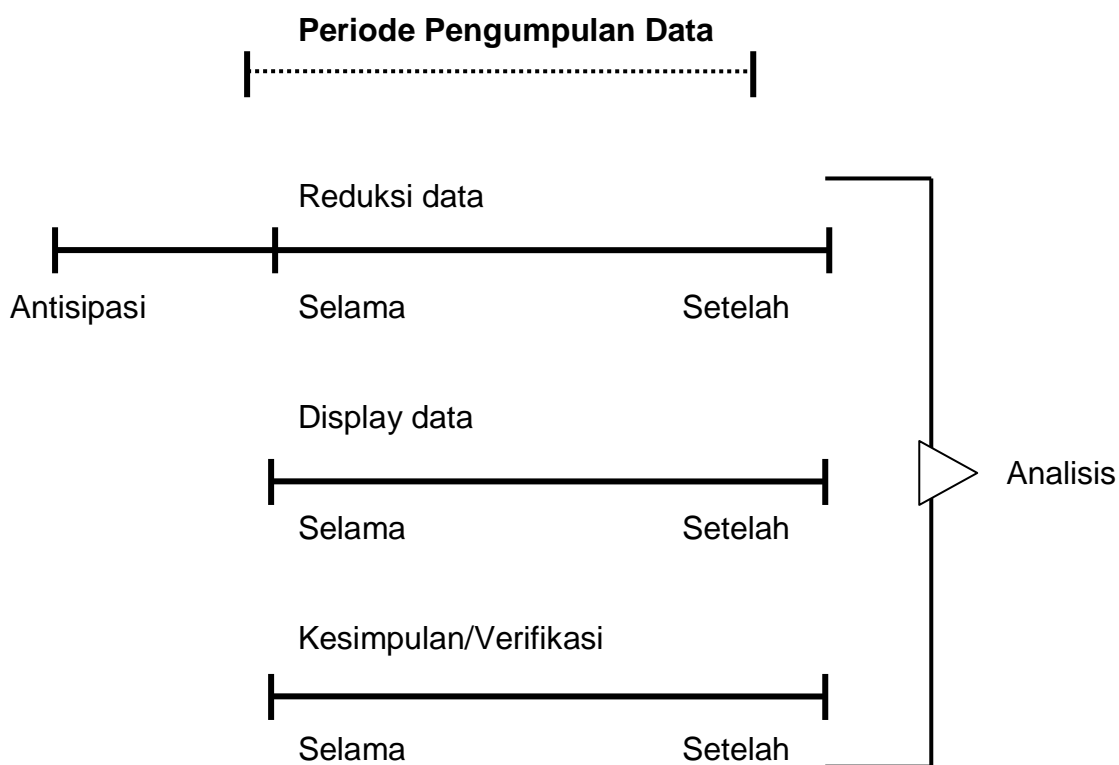 Periode Pengumpulan Data
Reduksi data
Antisipasi Selama Setelah
Display data
Selama Setelah
Analisis
Kesimpulan/Verifikasi
Selama Setelah